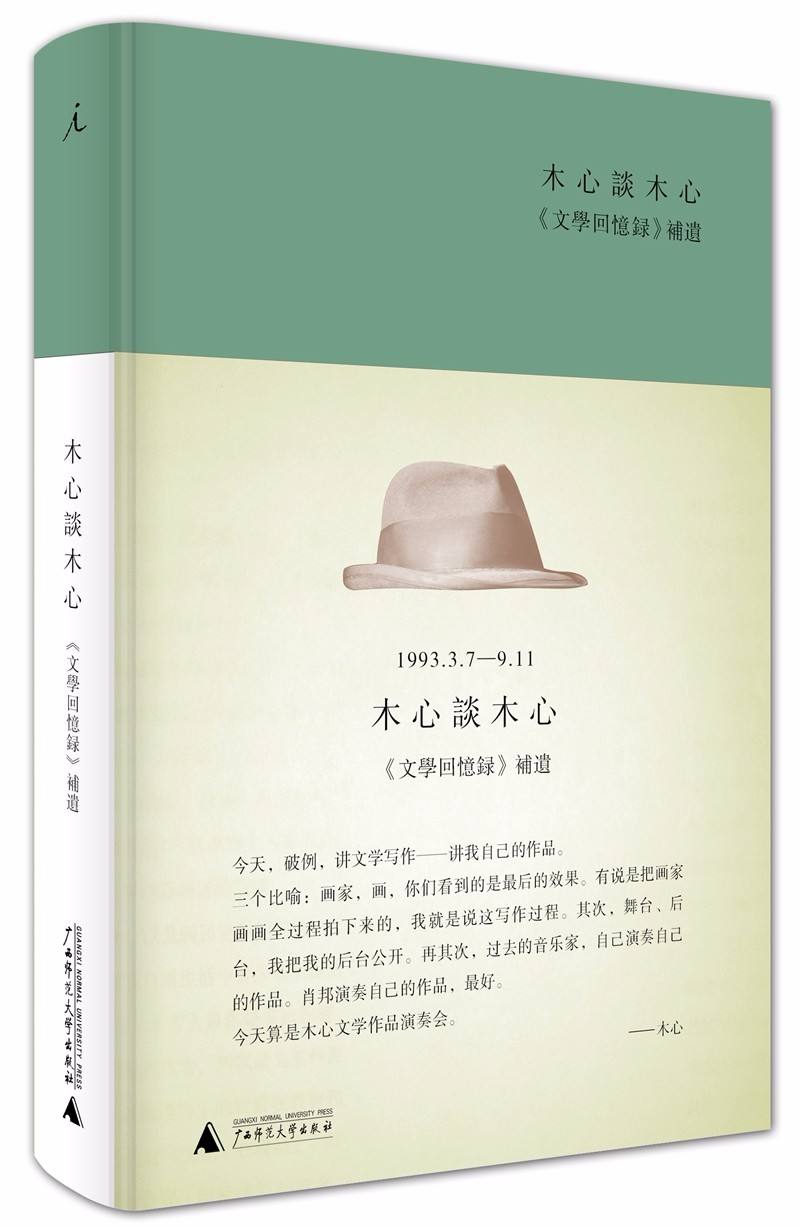 木心談木心
《文學回憶録》補遺
1993.3.7—9.11
木心談木心
《文學回憶録》補遺
今天，破例，讲文学写作——讲我自己的作品。
三个比喻：画家，画，你们看到的是最后的效果。有说是把画家
画画全过程拍下来的，我就是说这写作过程。其次，舞台、后
台，我把我的后台公开。再其次，过去的音乐家，自己演奏自己
的作品。肖邦演奏自己的作品，最好。
今天算是木心文学作品演奏会。
——木心
GUANGXI NORMAL UNIVERSITY PRESS
广西师范大学出版社
i
木心談木心
《文學回憶録》補遺
GUANGXI NORMAL UNIVERSITY PRESS
广西师范大学出版社